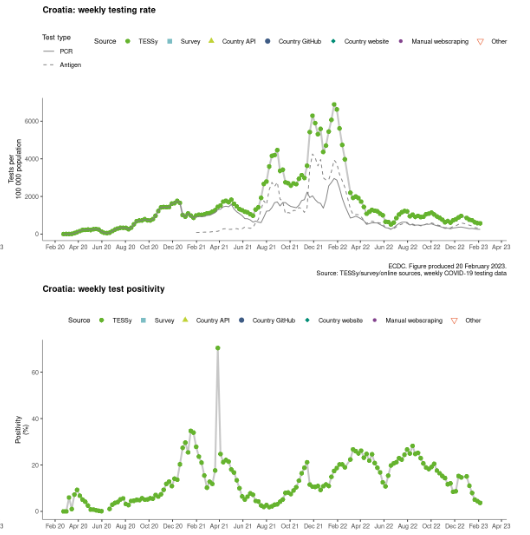 Croatia: weekly testing rate
Test type
PCR
Antigen
Source TESSy Survey Country API Country GitHub Country website Manual webscraping Other
Tests per
100 000 population
6000
4000
2000
0
Feb 20 Apr 20 Jun 20 Aug 20 Oct 20 Dec 20 Feb 21 Apr 21 Jun 21 Aug 21 Oct 21 Dec 21 Feb 22 Apr 22 Jun 22 Aug 22 Oct 22 Dec 22 Feb 23 Apr 23
ECDC. Figure produced 20 February 2023.
Source: TESSy/survey/online sources, weekly COVID-19 testing data
Croatia: weekly test positivity
Source TESSy Survey Country API Country GitHub Country website Manual webscraping Other
Positivity
(%)
60
40
20
0
Feb 20 Apr 20 Jun 20 Aug 20 Oct 20 Dec 20 Feb 21 Apr 21 Jun 21 Aug 21 Oct 21 Dec 21 Feb 22 Apr 22 Jun 22 Aug 22 Oct 22 Dec 22 Feb 23 Apr 23